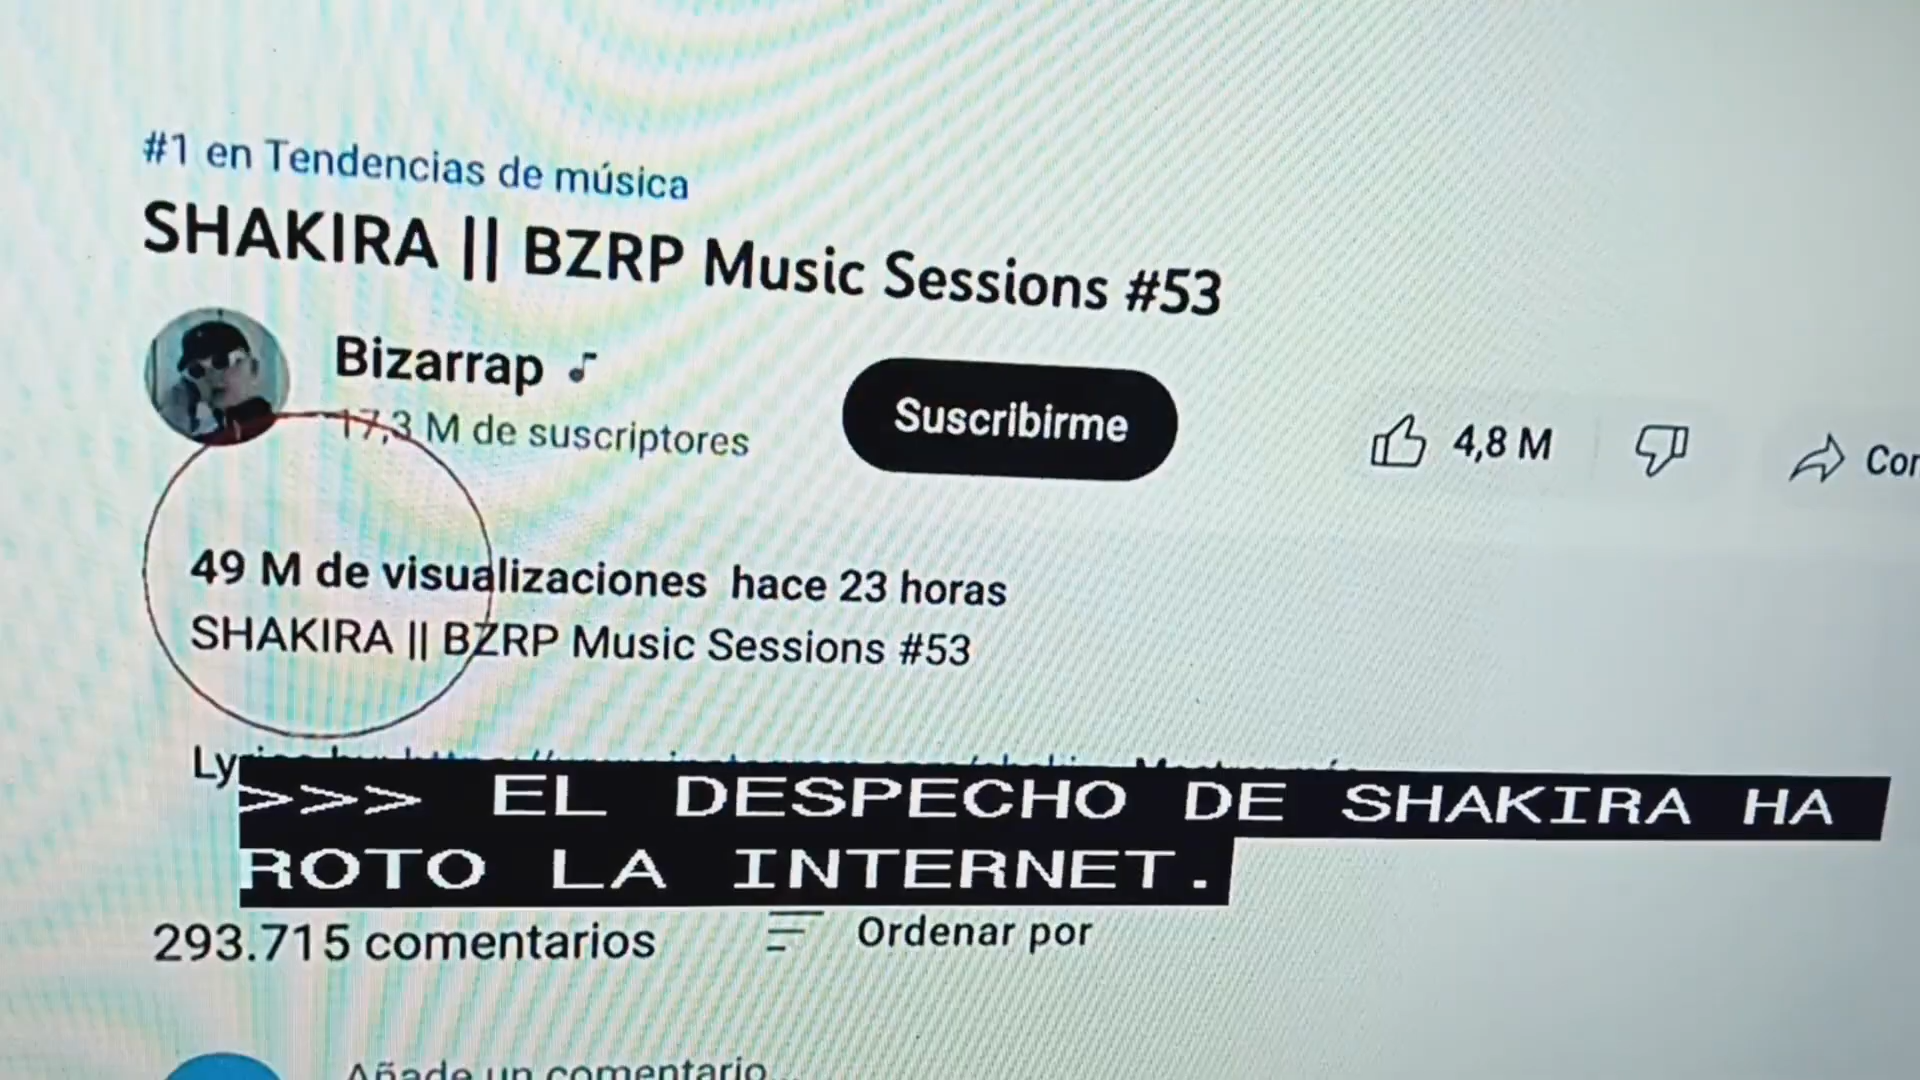 #1 en Tendencias de música
SHAKIRA || BZRP Music Sessions #53
Bizarrap
17,3 M de suscriptores
Suscribirme
4,8 M
49 M de visualizaciones hace 23 horas
SHAKIRA || BZRP Music Sessions #53
>>> EL DESPECHO DE SHAKIRA HA
ROTO LA INTERNET.
293.715 comentarios
Ordenar por
Añade un comentario...